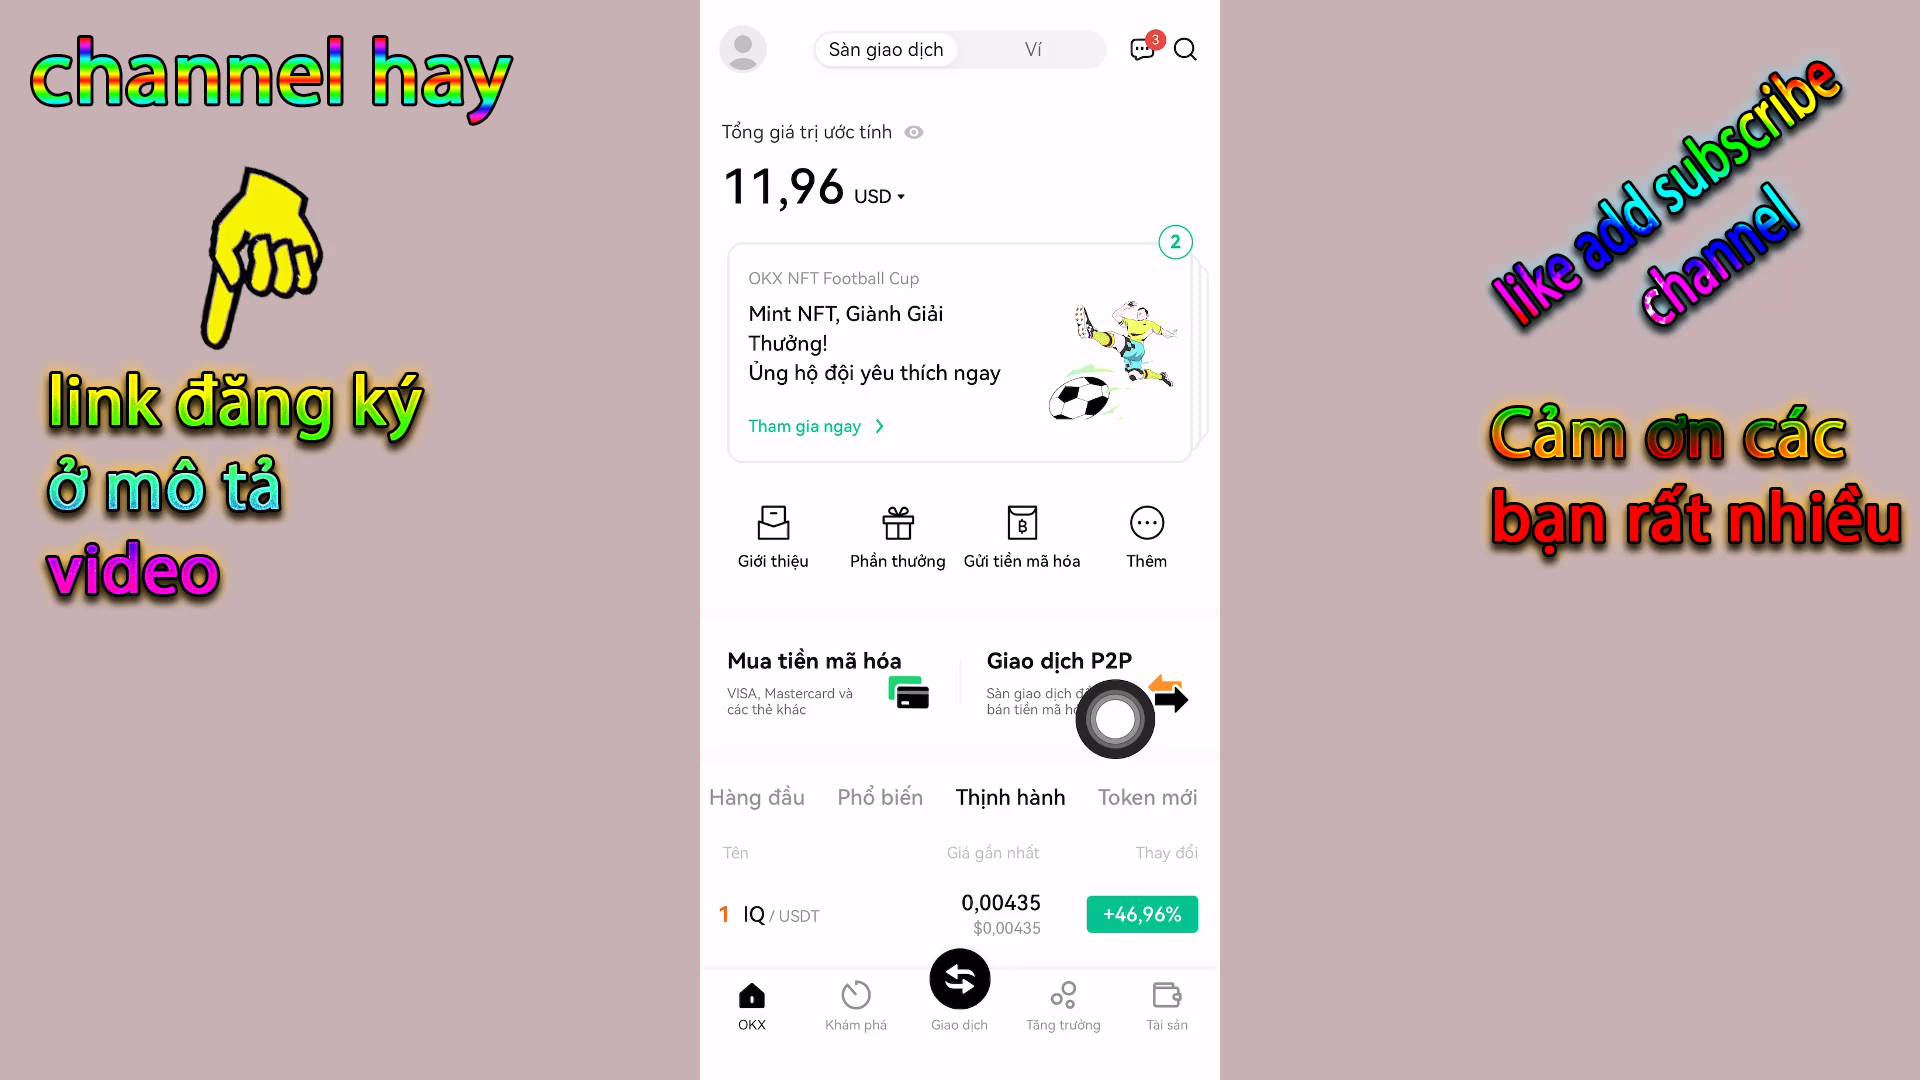 channel hay
link đăng ký
ở mô tả
video
Sàn giao dịch
Ví
3
Tổng giá trị ước tính
11,96 USD
2
OKX NFT Football Cup
Mint NFT, Giành Giải
Thưởng!
Ủng hộ đội yêu thích ngay
Tham gia ngay
Giới thiệu
Phần thưởng
Gửi tiền mã hóa
Thêm
Mua tiền mã hóa
VISA, Mastercard và
các thẻ khác
Giao dịch P2P
Sàn giao dịch
bán tiền mã
Hàng đầu
Phổ biến
Thịnh hành
Token mới
Tên
Giá gần nhất
Thay đổi
1 IQ / USDT
0,00435
$0,00435
+46,96%
OKX
Khám phá
Giao dịch
Tăng trưởng
Tài sản
like add subscribe
channel
Cảm ơn các
bạn rất nhiều